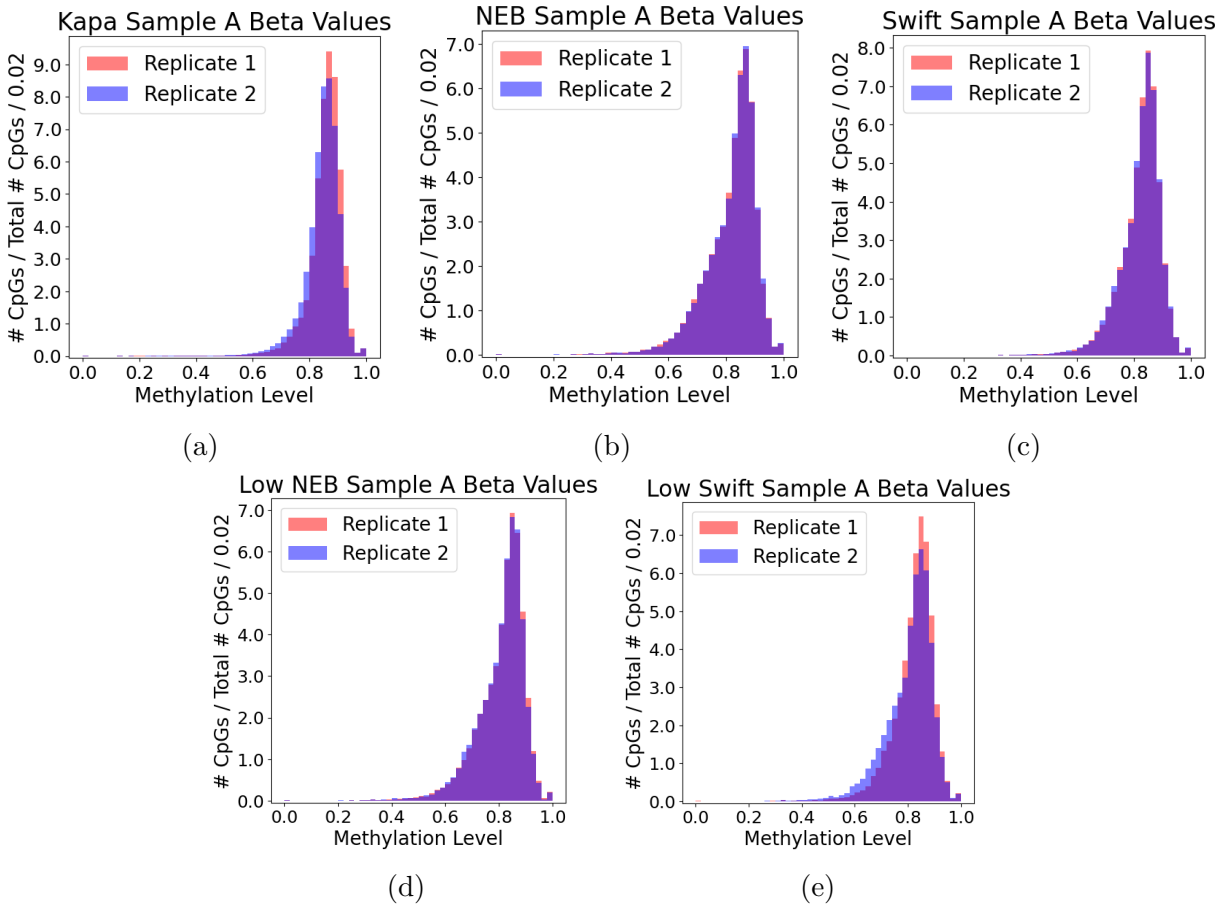 Kapa Sample A Beta Values
# CpGs / Total # CpGs / 0.02
9.0
8.0
7.0
6.0
5.0
4.0
3.0
2.0
1.0
0.0
Replicate 1
Replicate 2
0.0 0.2 0.4 0.6 0.8 1.0
Methylation Level
(a)
NEB Sample A Beta Values
# CpGs / Total # CpGs / 0.02
7.0
6.0
5.0
4.0
3.0
2.0
1.0
0.0
Replicate 1
Replicate 2
0.0 0.2 0.4 0.6 0.8 1.0
Methylation Level
(b)
Swift Sample A Beta Values
# CpGs / Total # CpGs / 0.02
8.0
7.0
6.0
5.0
4.0
3.0
2.0
1.0
0.0
Replicate 1
Replicate 2
0.0 0.2 0.4 0.6 0.8 1.0
Methylation Level
(c)
Low NEB Sample A Beta Values
# CpGs / Total # CpGs / 0.02
7.0
6.0
5.0
4.0
3.0
2.0
1.0
0.0
Replicate 1
Replicate 2
0.0 0.2 0.4 0.6 0.8 1.0
Methylation Level
(d)
Low Swift Sample A Beta Values
# CpGs / Total # CpGs / 0.02
7.0
6.0
5.0
4.0
3.0
2.0
1.0
0.0
Replicate 1
Replicate 2
0.0 0.2 0.4 0.6 0.8 1.0
Methylation Level
(e)